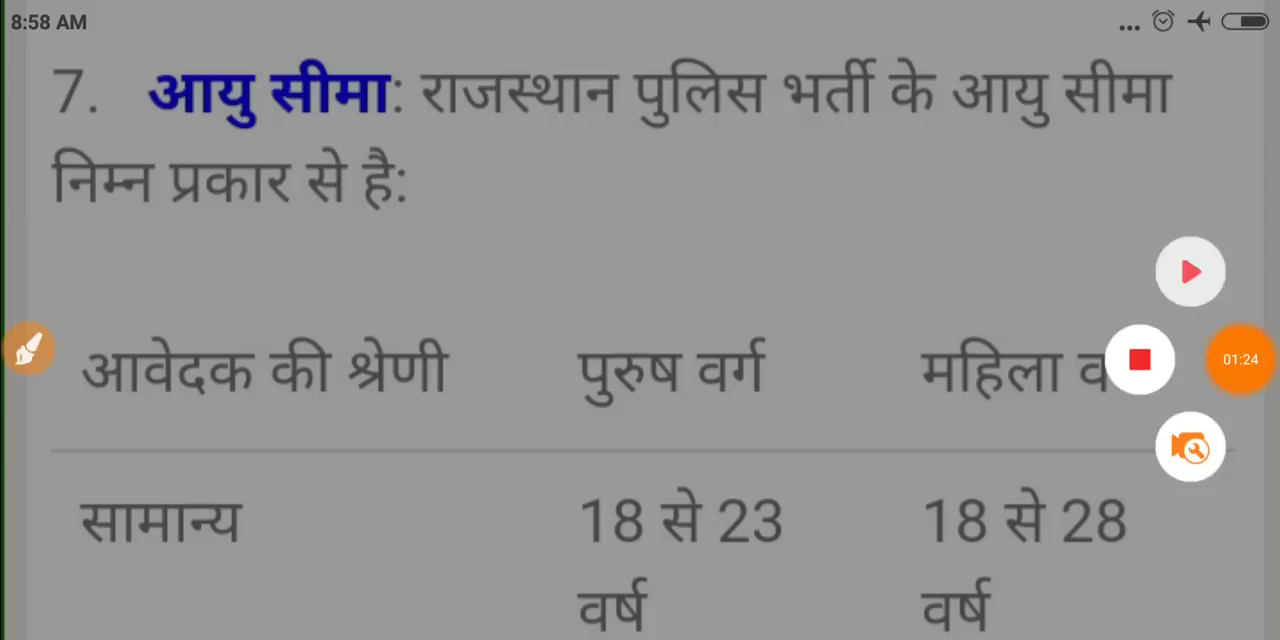 8:58 AM
7. आयु सीमा: राजस्थान पुलिस भर्ती के आयु सीमा
निम्न प्रकार से है:
आवेदक की श्रेणी पुरुष वर्ग महिला
01:24
सामान्य 18 से 23 18 से 28
वर्ष वर्ष